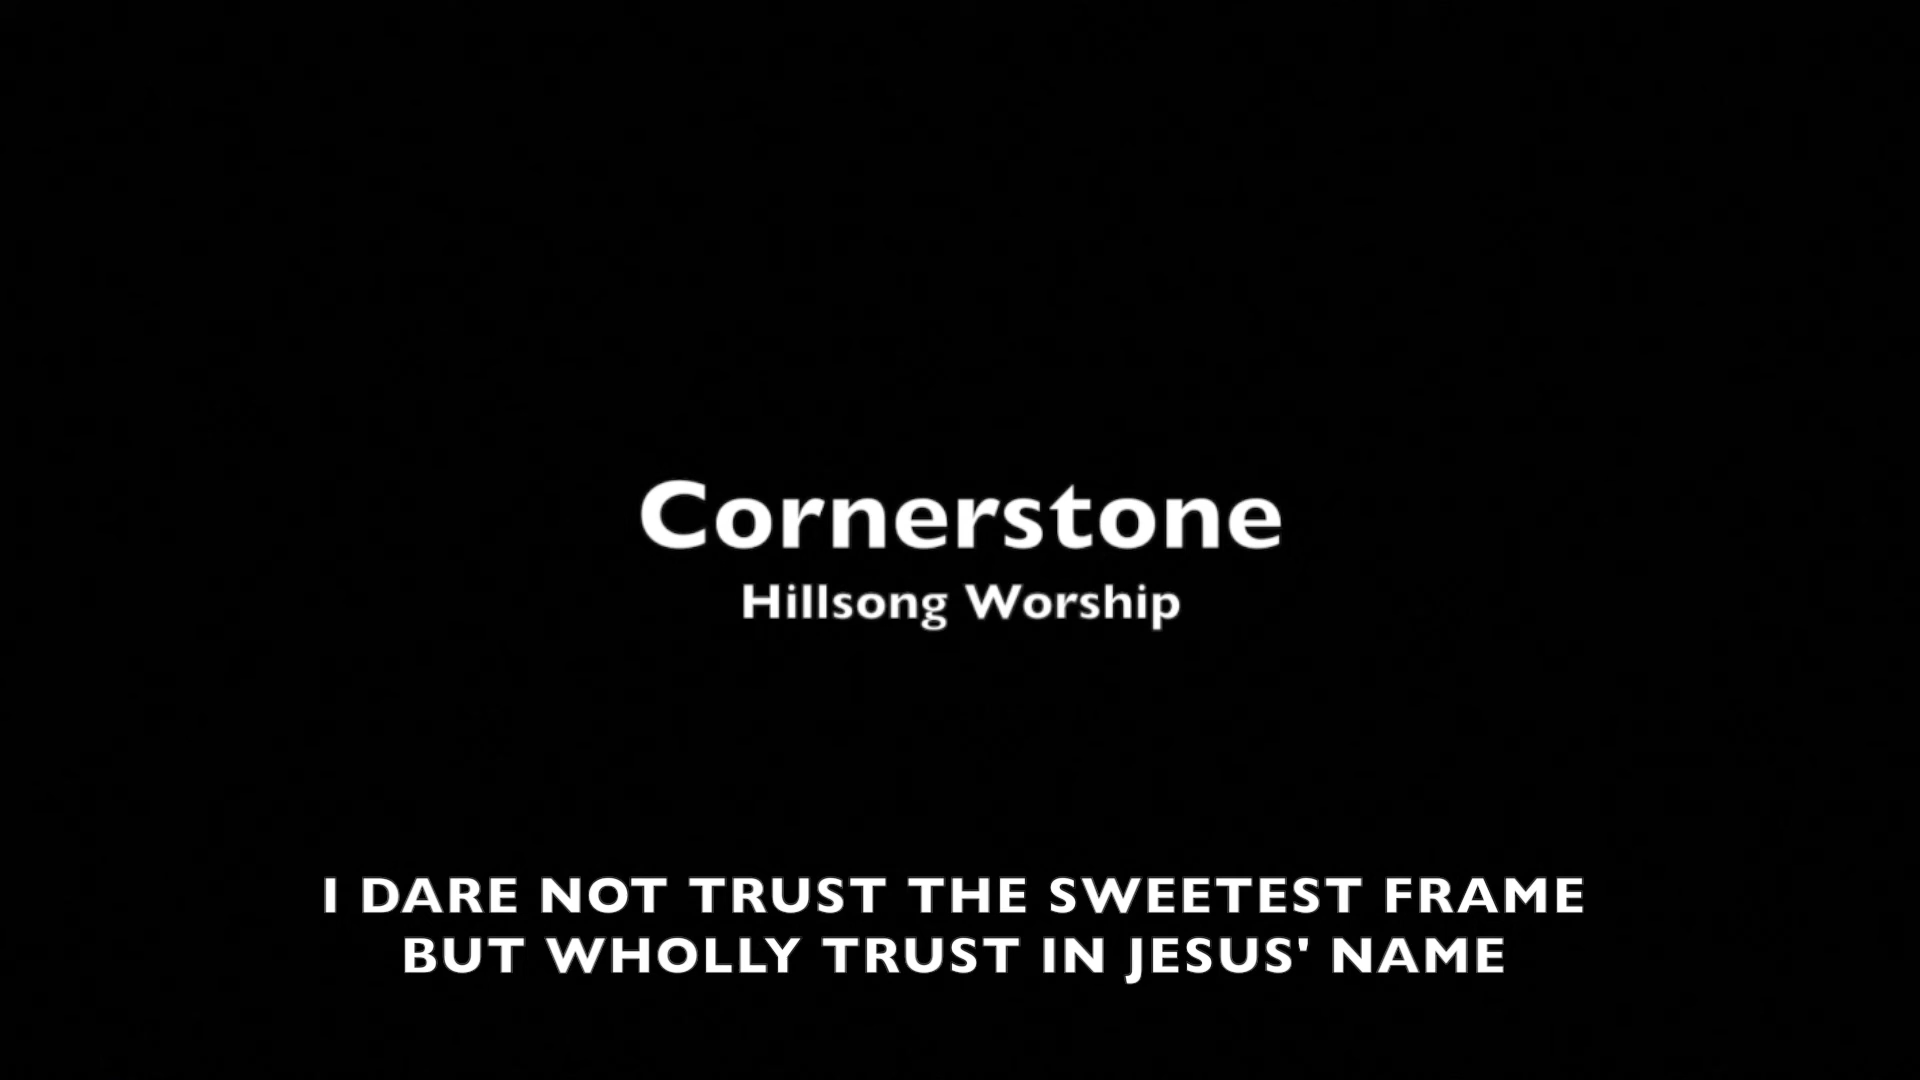 Cornerstone
Hillsong Worship
I DARE NOT TRUST THE SWEETEST FRAME
BUT WHOLLY TRUST IN JESUS' NAME